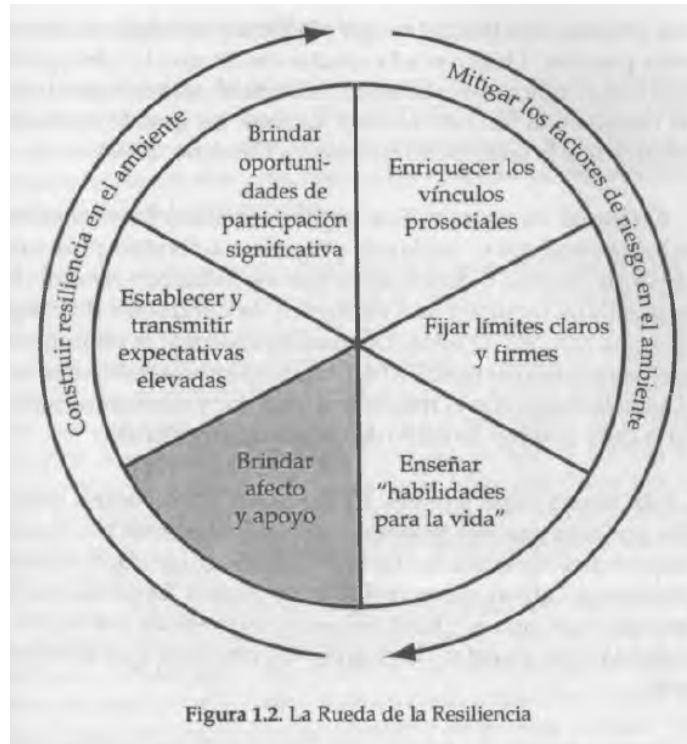 Construir resiliencia en el ambiente
Mitigar los factores de riesgo en el ambiente
Brindar
oportuni-
dades de
participación
significativa
Enriquecer los
vínculos
prosociales
Establecer y
transmitir
expectativas
elevadas
Fijar límites claros
y firmes
Brindar
afecto
y apoyo
Enseñar
“habilidades
para la vida”
Figura 1.2. La Rueda de la Resiliencia